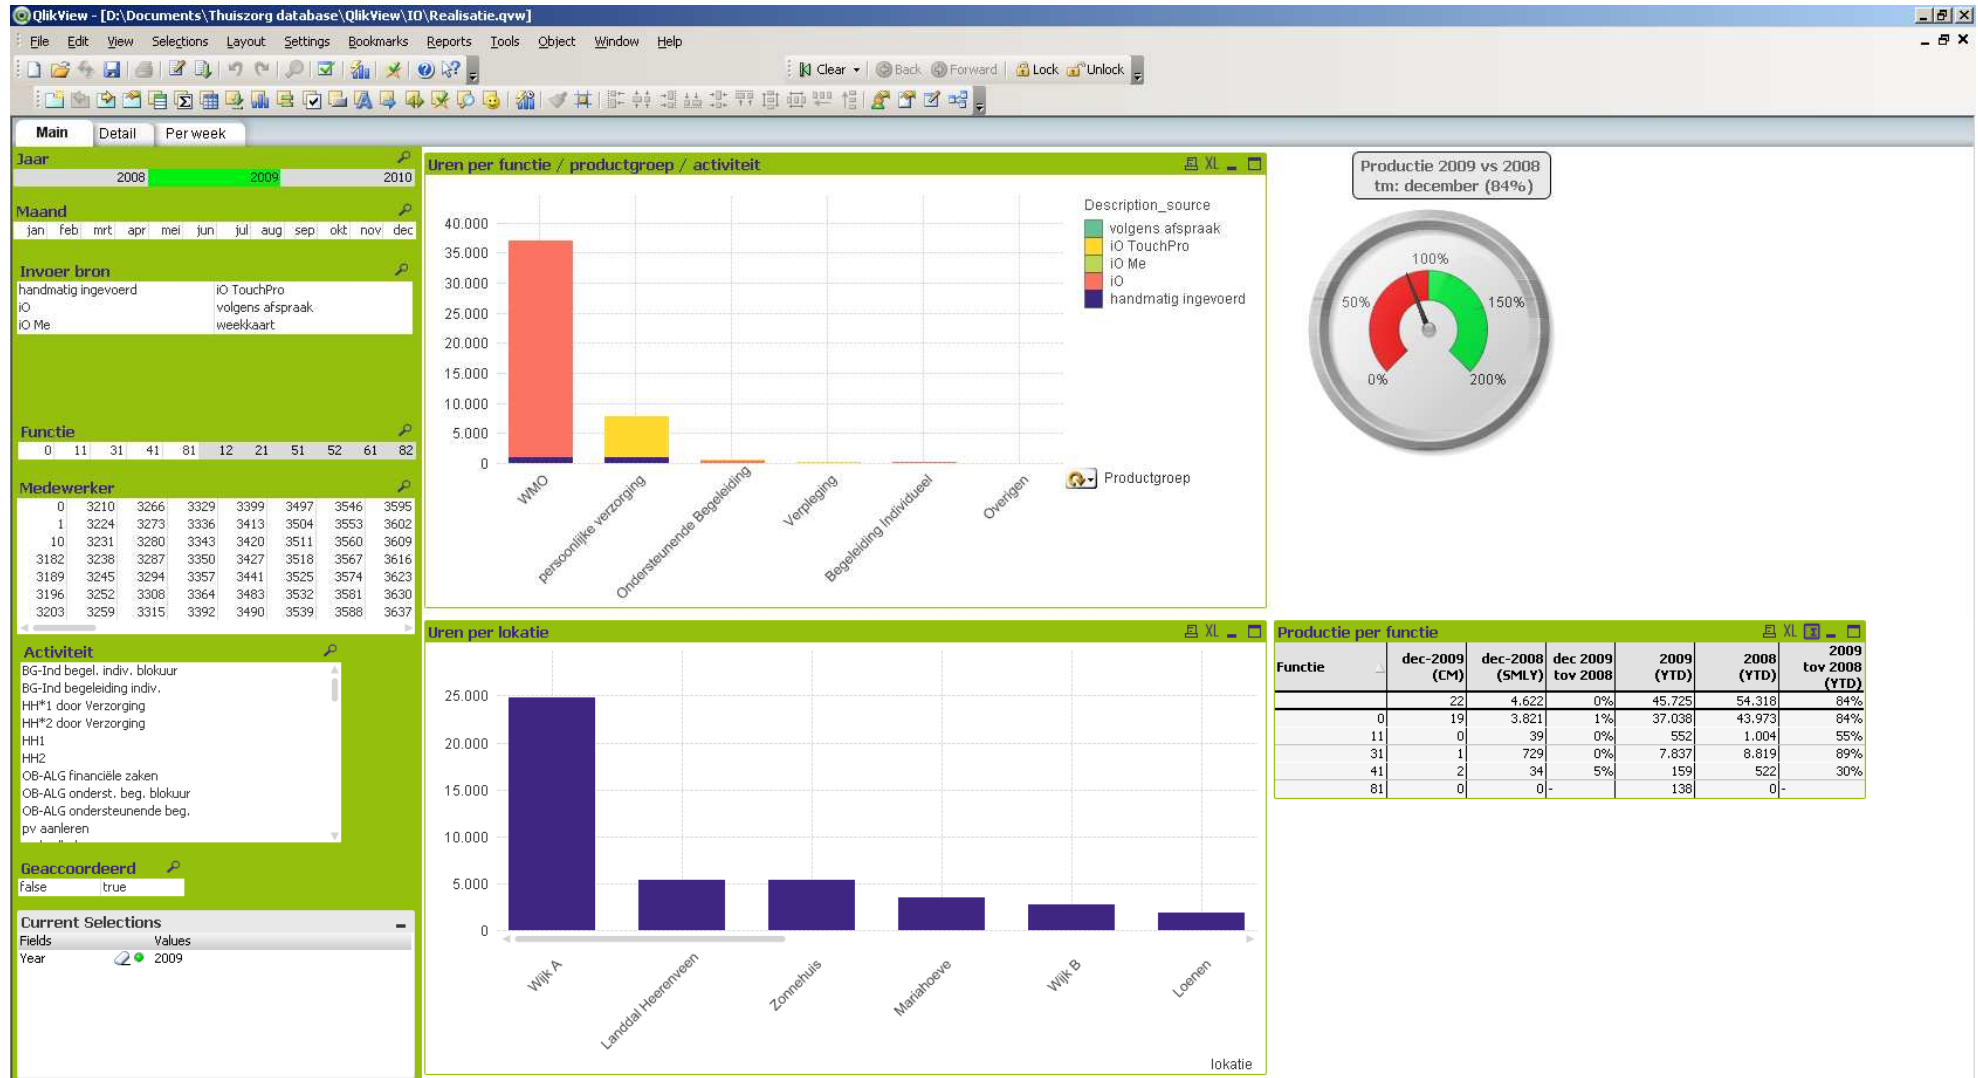 QlikView - [D:\Documents\Thuiszorg database\QlikView\IO\Realisatie.qvw]
File Edit View Selections Layout Settings Bookmarks Reports Tools Object Window Help
Clear Back Forward Lock Unlock
Main Detail Per week
Jaar
2008 2009 2010
Maand
jan feb mrt apr mei jun jul aug sep okt nov dec
Invoer bron
handmatig ingevoerd iO TouchPro
iO volgens afspraak
iO Me weekkaart
Functie
0 11 31 41 81 12 21 51 52 61 82
Medewerker
0 3210 3266 3329 3399 3497 3546 3595
1 3224 3273 3336 3413 3504 3553 3602
10 3231 3280 3343 3420 3511 3560 3609
3182 3238 3287 3350 3427 3518 3567 3616
3189 3245 3294 3357 3441 3525 3574 3623
3196 3252 3308 3364 3483 3532 3581 3630
3203 3259 3315 3392 3490 3539 3588 3637
Activiteit
BG-Ind begel. indiv. blokuur
BG-Ind begeleiding indiv.
HH*1 door Verzorging
HH*2 door Verzorging
HH1
HH2
OB-ALG financiële zaken
OB-ALG onderst. beg. blokuur
OB-ALG ondersteunende beg.
pv aanleren
Geaccoordeerd
false true
Current Selections
Fields Values
Year 2009
Uren per functie / productgroep / activiteit XL
40.000
35.000
30.000
25.000
20.000
15.000
10.000
5.000
0
WMO
persoonlijke verzorging
Ondersteunende Begeleiding
Verpleging
Begeleiding Individueel
Overigen
Description_source
volgens afspraak
iO TouchPro
iO Me
iO
handmatig ingevoerd
Productgroep
Productie 2009 vs 2008
tm: december (84%)
100%
50% 150%
0% 200%
Uren per lokatie XL
25.000
20.000
15.000
10.000
5.000
0
Wijk A
Landdal Heerenveen
Zonnehuis
Mariahoeve
Wijk B
Loenen
lokatie
Productie per functie XL
Functie dec-2009 (CM) dec-2008 (SMLY) dec 2009 tov 2008 2009 (YTD) 2008 (YTD) 2009 tov 2008 (YTD)
22 4.622 0% 45.725 54.318 84%
0 19 3.821 1% 37.038 43.973 84%
11 0 39 0% 552 1.004 55%
31 1 729 0% 7.837 8.819 89%
41 2 34 5% 159 522 30%
81 0 0 - 138 0 -